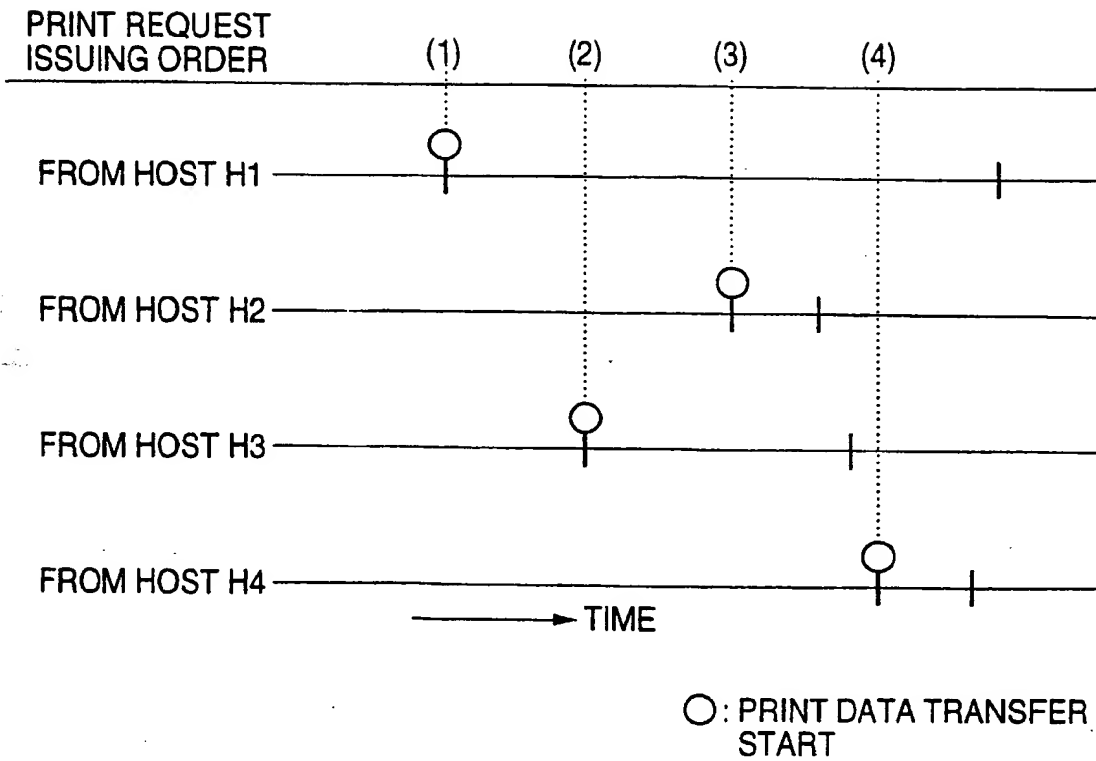 PRINT REQUEST
ISSUING ORDER
(1) (2) (3) (4)
FROM HOST H1
FROM HOST H2
FROM HOST H3
FROM HOST H4
TIME
○: PRINT DATA TRANSFER
START